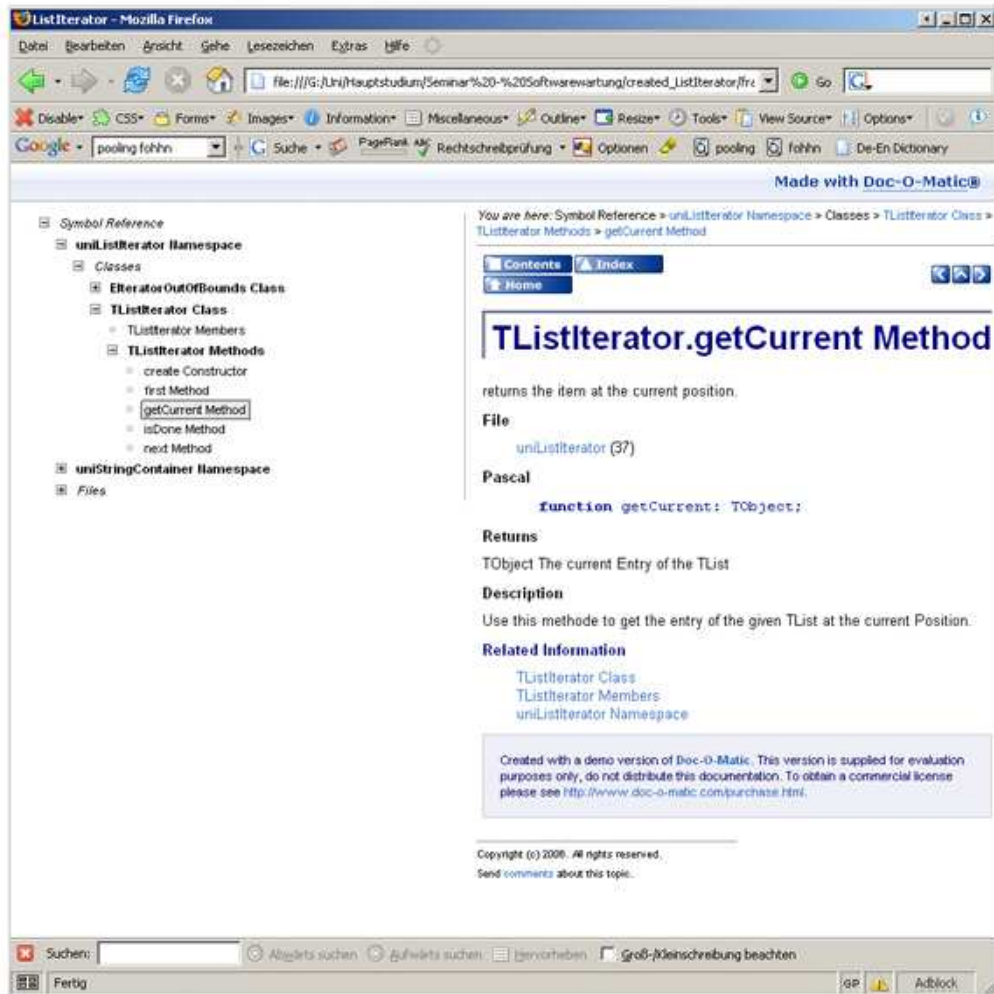 ListIterator - Mozilla Firefox
Datei Bearbeiten Ansicht Gehe Lesezeichen Extras Hilfe
file:///G:/Uni/Hauptstudium/Seminar%20-%20Softwarewartung/created_ListIterator/fra Go
Disable CSS Forms Images Information Miscellaneous Outline Resize Tools View Source Options
Google pooling fohhn Suche PageRank ABC Rechtschreibprüfung Optionen pooling fohhn De-En Dictionary
Made with Doc-O-Matic®
Symbol Reference
uniListIterator Namespace
Classes
EIteratorOutOfBounds Class
TListIterator Class
TListIterator Members
TListIterator Methods
create Constructor
first Method
getCurrent Method
isDone Method
next Method
uniStringContainer Namespace
Files
You are here: Symbol Reference > uniListIterator Namespace > Classes > TListIterator Class >
TListIterator Methods > getCurrent Method
Contents Index
Home
TListIterator.getCurrent Method
returns the item at the current position.
File
uniListIterator (37)
Pascal
function getCurrent: TObject;
Returns
TObject The current Entry of the TList
Description
Use this methode to get the entry of the given TList at the current Position.
Related Information
TListIterator Class
TListIterator Members
uniListIterator Namespace
Created with a demo version of Doc-O-Matic. This version is supplied for evaluation
purposes only, do not distribute this documentation. To obtain a commercial license
please see http://www.doc-o-matic.com/purchase.html.
Copyright (c) 2006. All rights reserved.
Send comments about this topic.
Suchen: Abwärts suchen Aufwärts suchen Hervorheben Groß-/Kleinschreibung beachten
Fertig GP Adblock